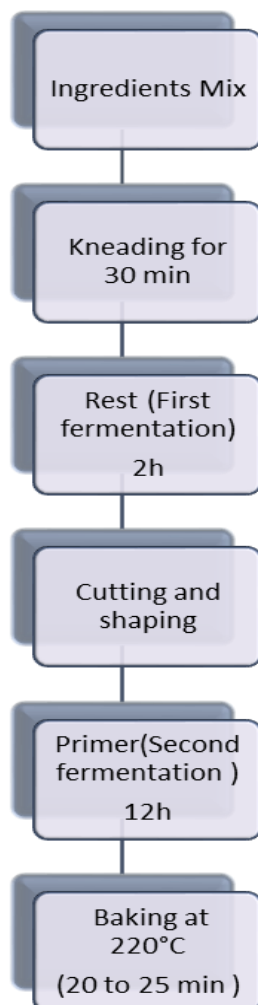 Ingredients Mix
Kneading for
30 min
Rest (First
fermentation)
2h
Cutting and
shaping
Primer(Second
fermentation )
12h
Baking at
220°C
(20 to 25 min )